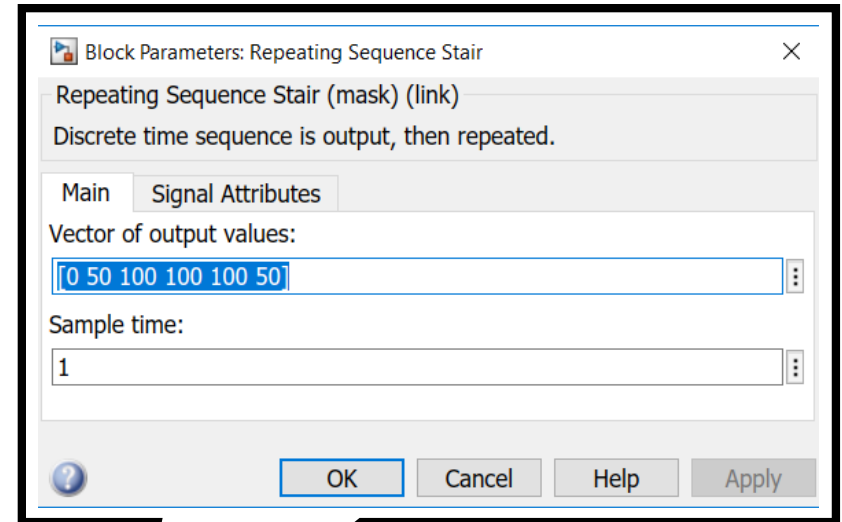 Block Parameters: Repeating Sequence Stair
Repeating Sequence Stair (mask) (link)
Discrete time sequence is output, then repeated.
Main Signal Attributes
Vector of output values:
[0 50 100 100 100 50]
Sample time:
1
OK Cancel Help Apply